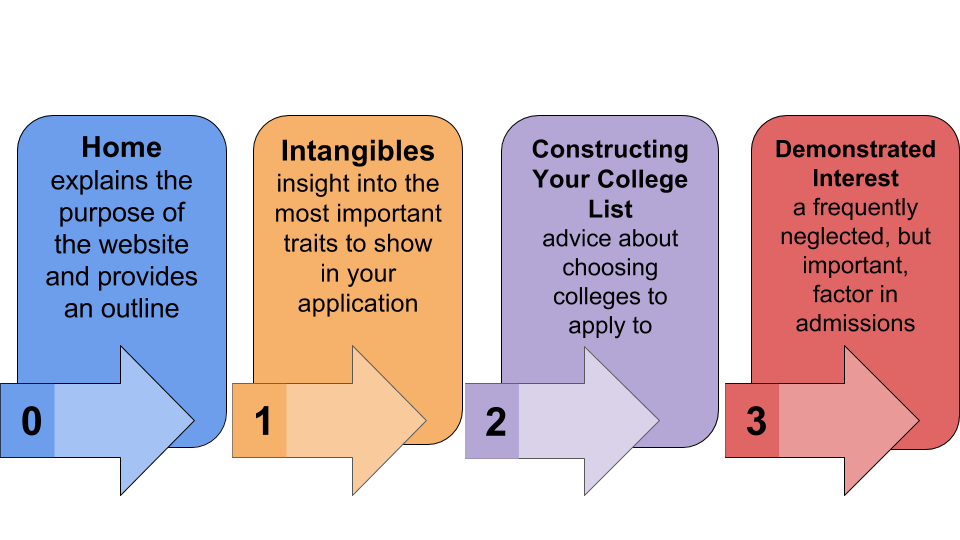 Home
explains the
purpose of
the website
and provides
an outline
0
Intangibles
insight into the
most important
traits to show
in your
application
1
Constructing
Your College
List
advice about
choosing
colleges to
apply to
2
Demonstrated
Interest
a frequently
neglected, but
important,
factor in
admissions
3